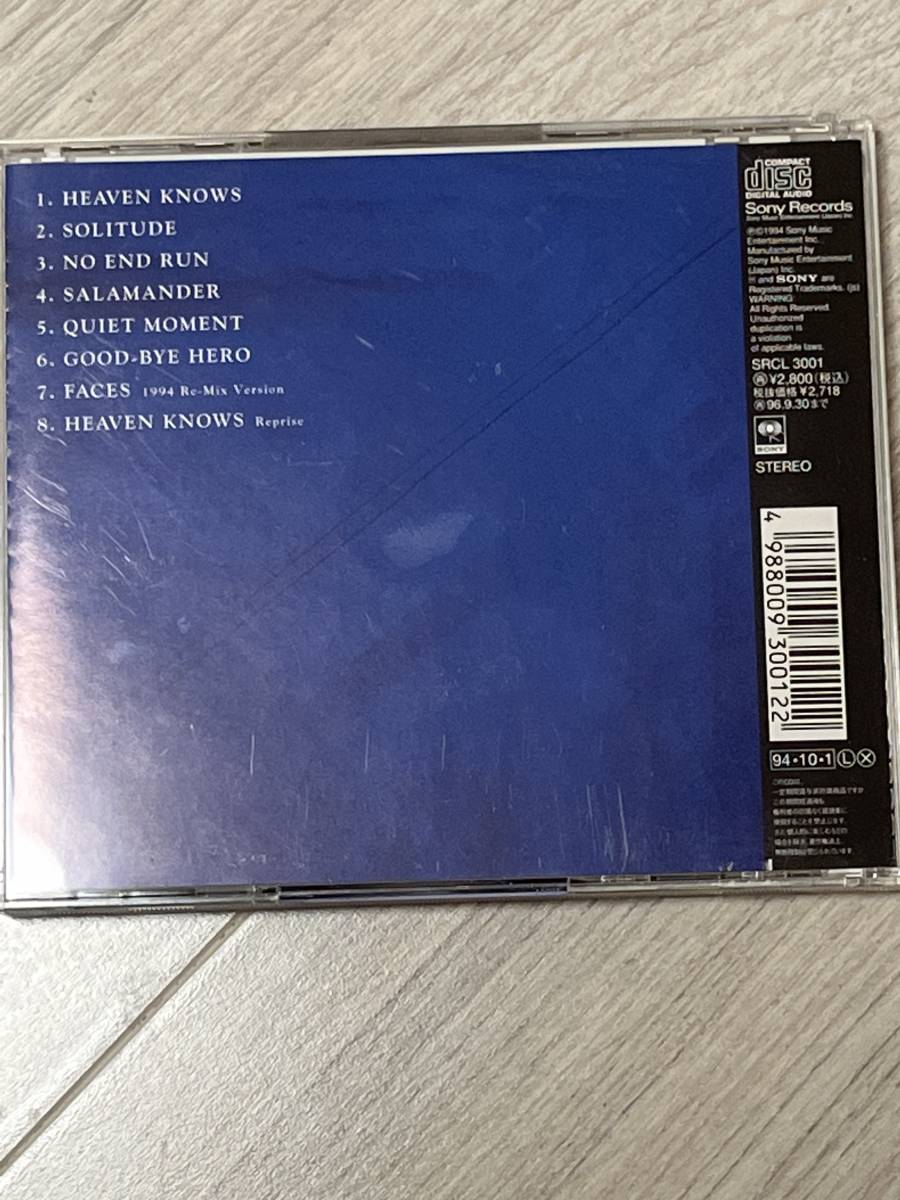 1. HEAVEN KNOWS
2. SOLITUDE
3. NO END RUN
4. SALAMANDER
5. QUIET MOMENT
6. GOOD-BYE HERO
7. FACES 1994 Re-Mix Version
8. HEAVEN KNOWS Reprise
COMPACT
disc
DIGITAL AUDIO
Sony Records
Sony Music Entertainment (Japan) Inc.
Ⓟ©1994 Sony Music
Entertainment Inc.,
Manufactured by
Sony Music Entertainment
(Japan) Inc.
and SONY are
Registered Trademarks. (js)
WARNING:
All Rights Reserved.
Unauthorized
duplication is
a violation
of applicable laws.
SRCL 3001
再¥2,800(税込)
税抜価格¥2,718
再96.9.30まで
SONY
STEREO
4 988009 300122
94・10・1 Ⓛ Ⓧ